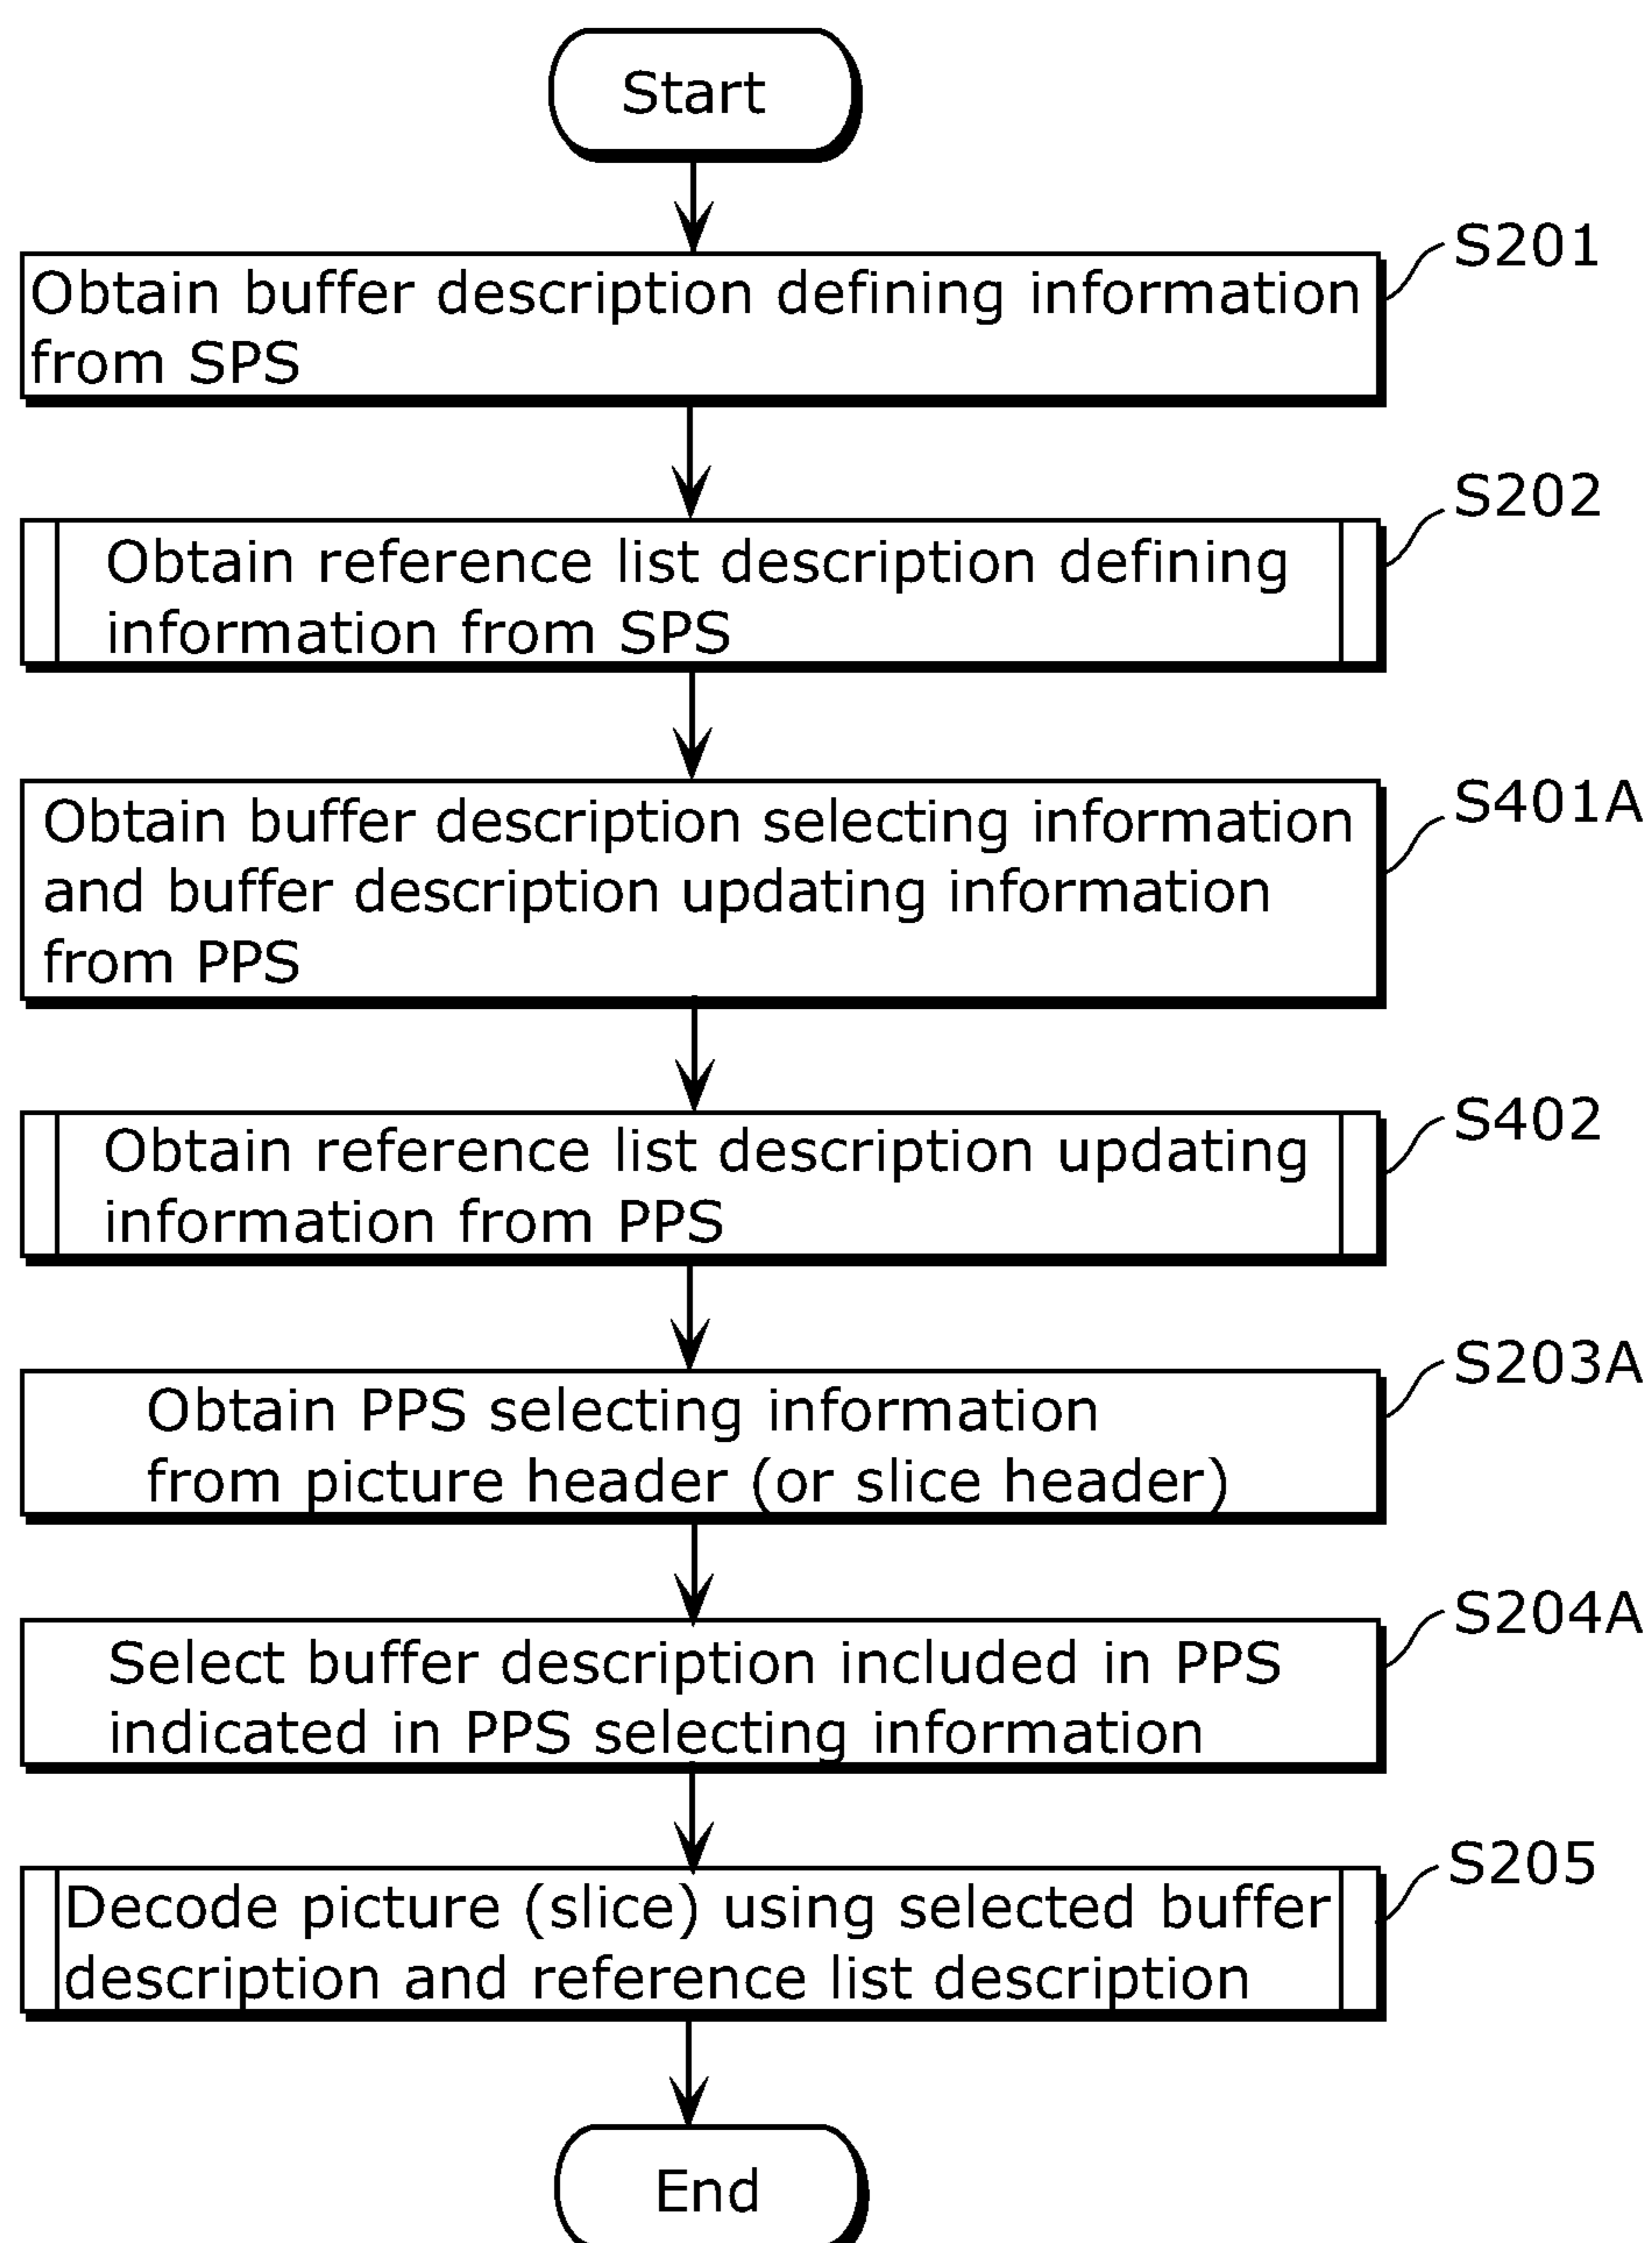 Start
S201
Obtain buffer description defining information
from SPS
S202
Obtain reference list description defining
information from SPS
S401A
Obtain buffer description selecting information
and buffer description updating information
from PPS
S402
Obtain reference list description updating
information from PPS
S203A
Obtain PPS selecting information
from picture header (or slice header)
S204A
Select buffer description included in PPS
indicated in PPS selecting information
S205
Decode picture (slice) using selected buffer
description and reference list description
End